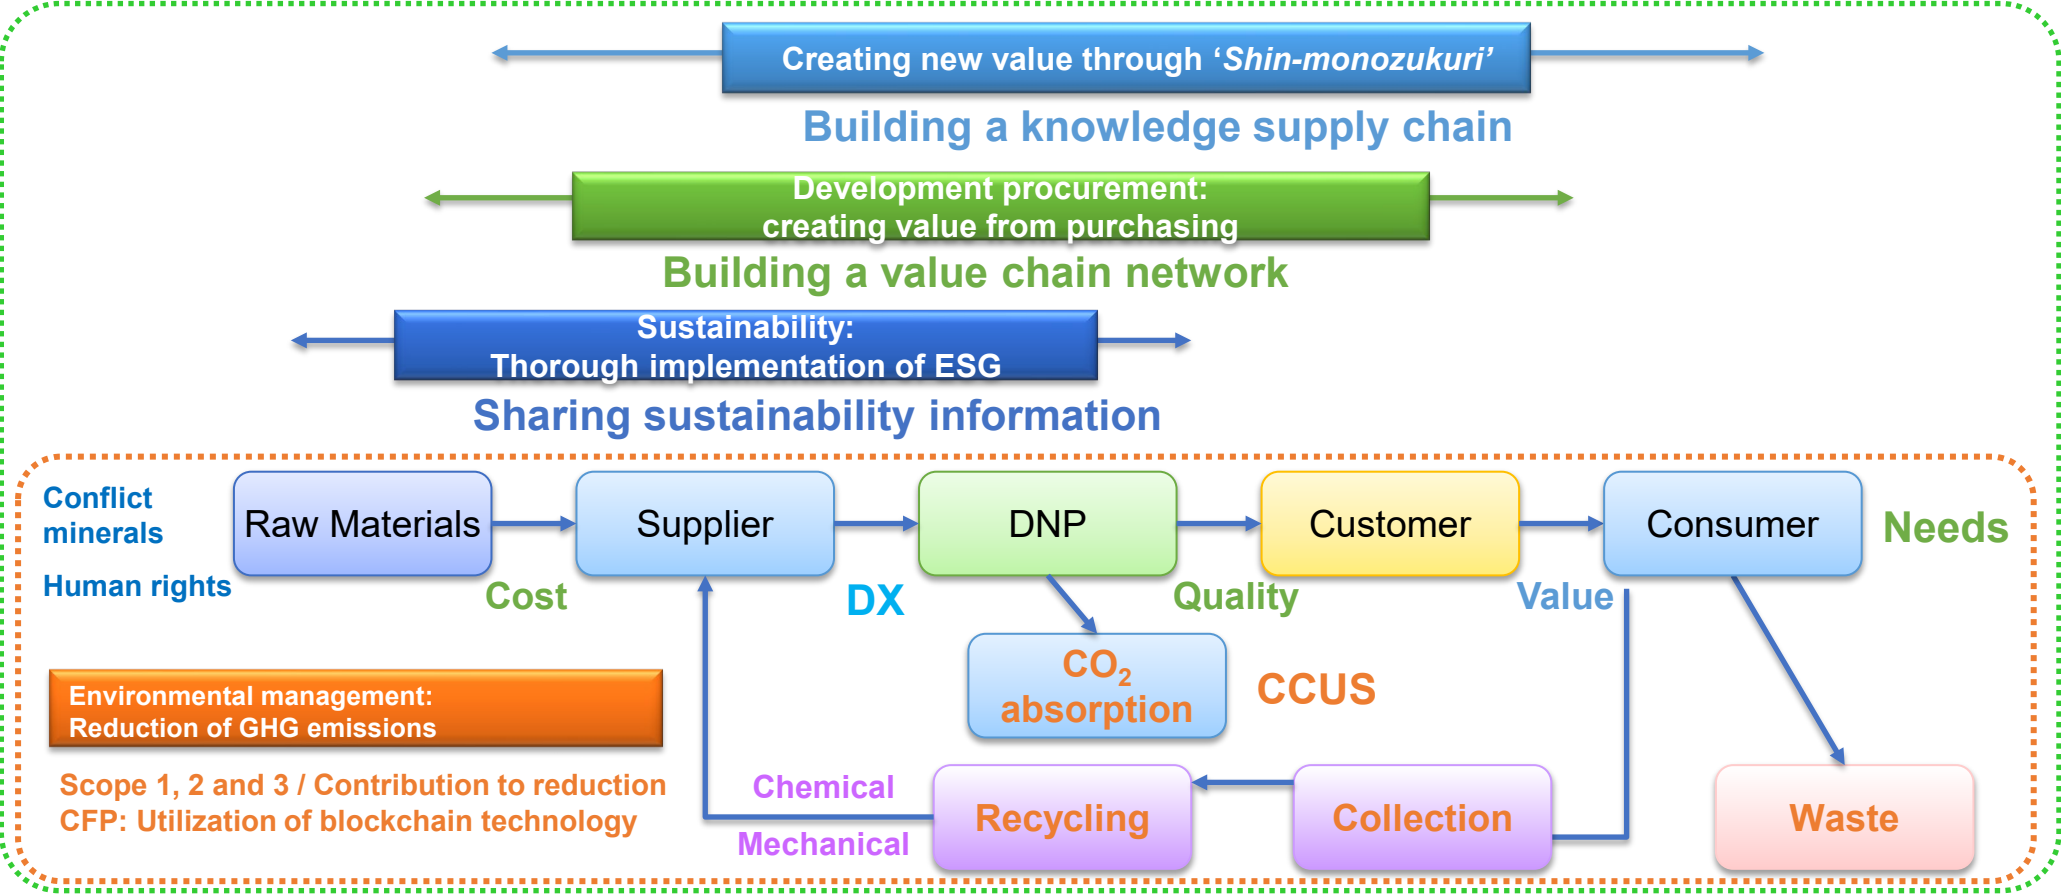 Creating new value through ‘Shin-monozukuri’
Building a knowledge supply chain
Development procurement:
creating value from purchasing
Building a value chain network
Sustainability:
Thorough implementation of ESG
Sharing sustainability information
Conflict
minerals
Human rights
Raw Materials
Supplier
DNP
Customer
Consumer
Needs
Cost
DX
Quality
Value
CO₂
absorption
CCUS
Environmental management:
Reduction of GHG emissions
Scope 1, 2 and 3 / Contribution to reduction
CFP: Utilization of blockchain technology
Chemical
Mechanical
Recycling
Collection
Waste